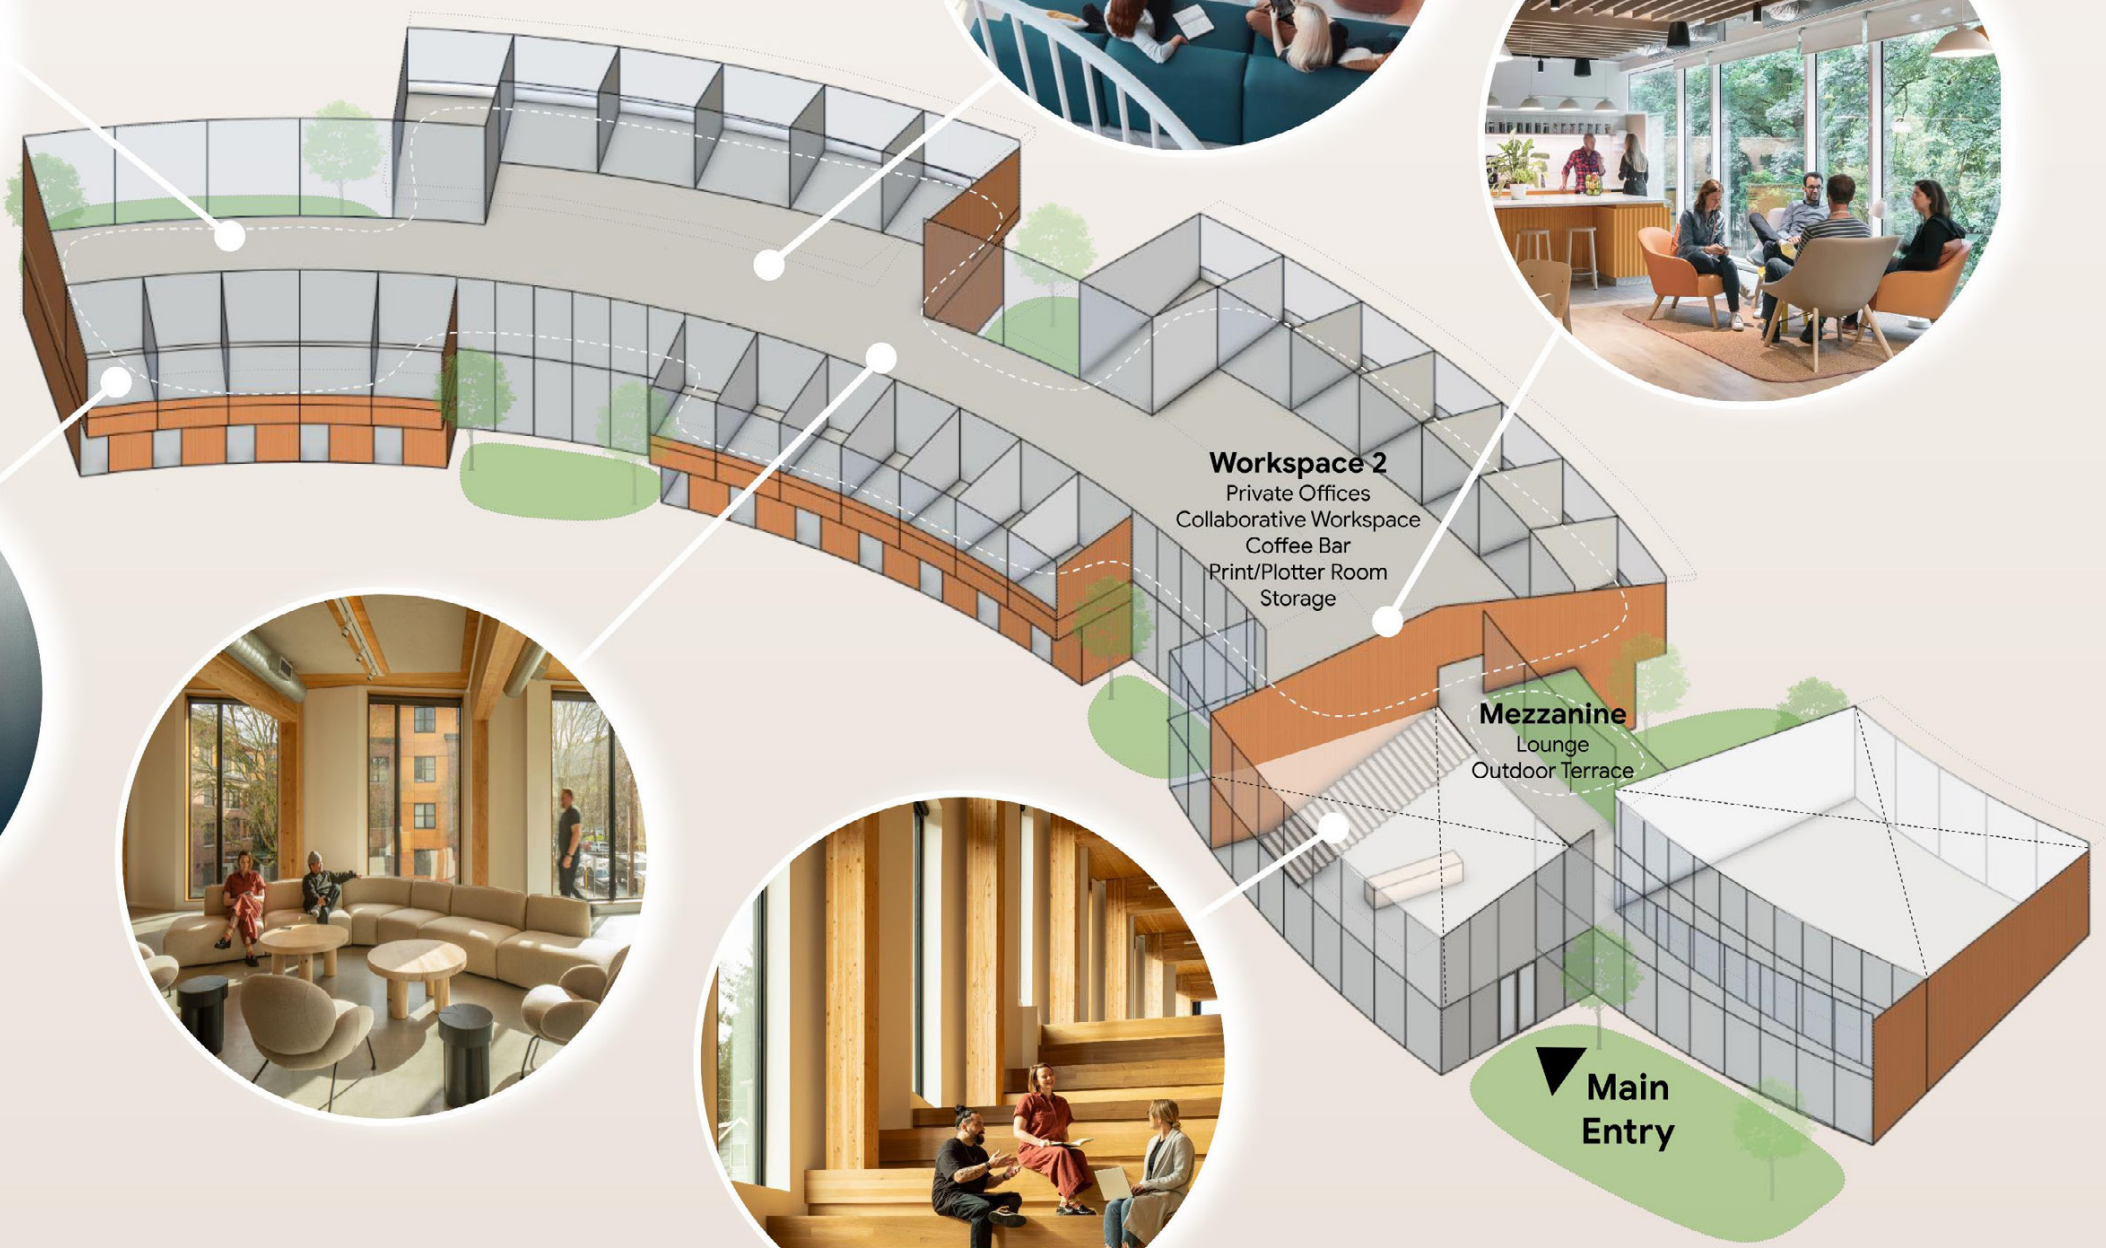 Workspace 2
Private Offices
Collaborative Workspace
Coffee Bar
Print/Plotter Room
Storage
Mezzanine
Lounge
Outdoor Terrace
Main
Entry